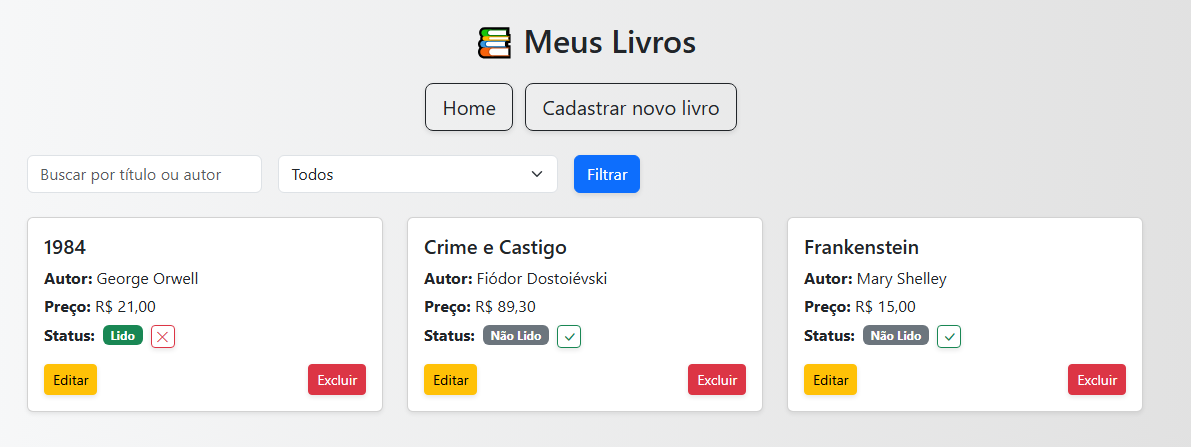 Meus Livros
Home Cadastrar novo livro
Buscar por título ou autor Todos Filtrar
1984
Autor: George Orwell
Preço: R$ 21,00
Status: Lido
Editar Excluir
Crime e Castigo
Autor: Fiódor Dostoiévski
Preço: R$ 89,30
Status: Não Lido
Editar Excluir
Frankenstein
Autor: Mary Shelley
Preço: R$ 15,00
Status: Não Lido
Editar Excluir